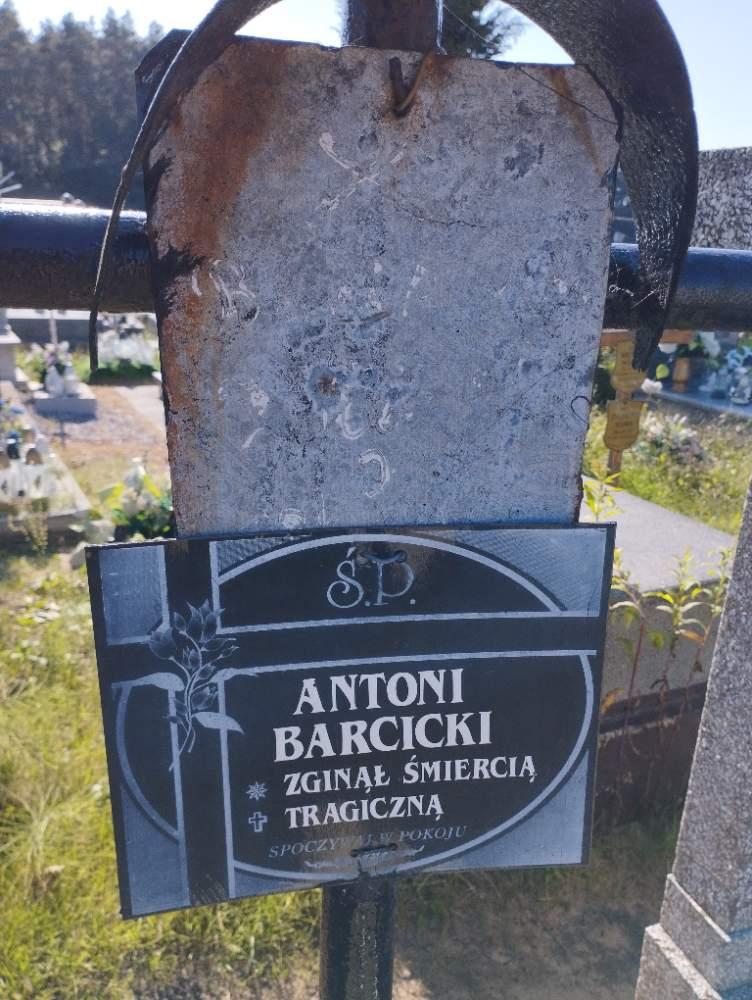 Ś.P.
ANTONI
BARCICKI
ZGINĄŁ ŚMIERCIĄ
TRAGICZNĄ
SPOCZYWAJ W POKOJU